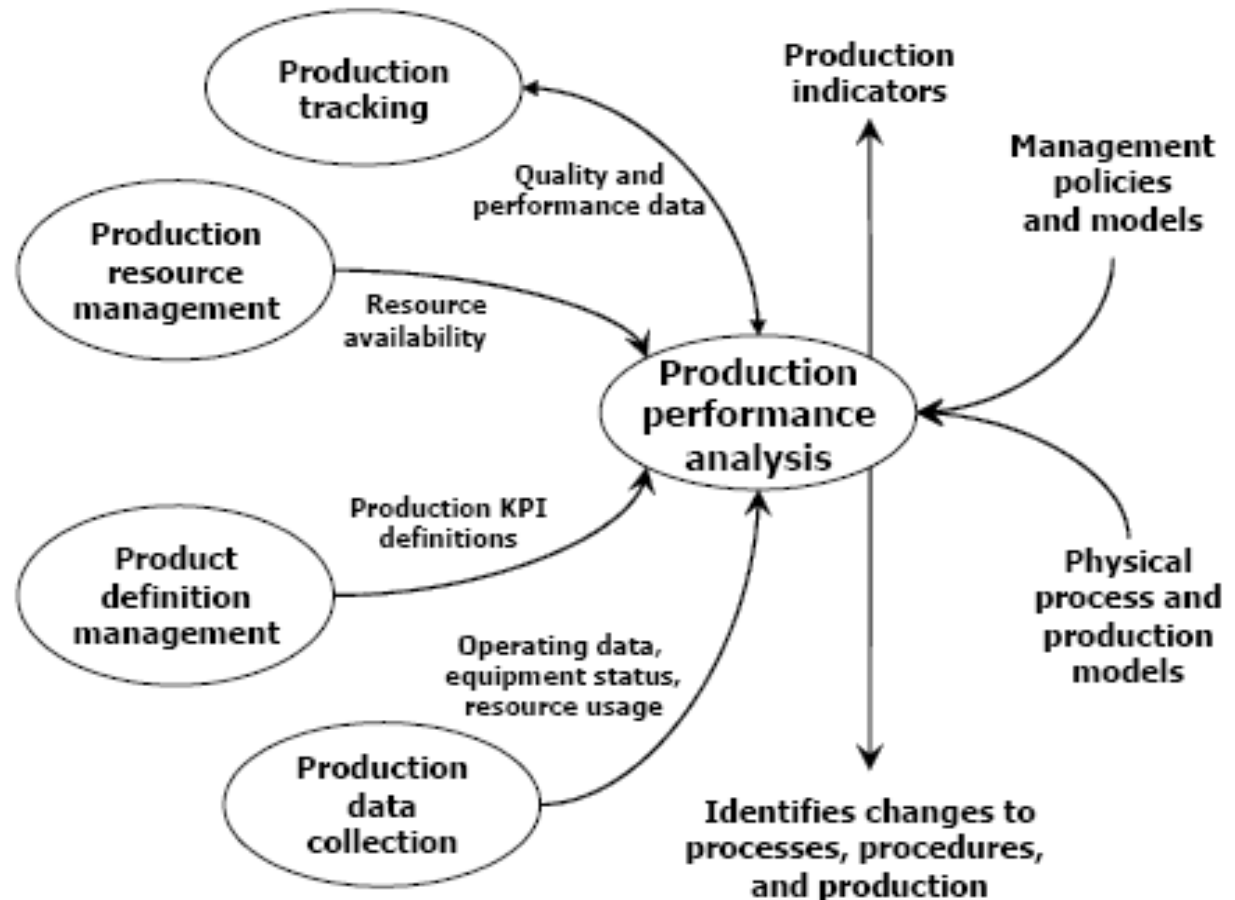 Production
tracking
Production
indicators
Management
policies
and models
Quality and
performance data
Production
resource
management
Resource
availability
Production
performance
analysis
Production KPI
definitions
Product
definition
management
Physical
process and
production
models
Operating data,
equipment status,
resource usage
Production
data
collection
Identifies changes to
processes, procedures,
and production